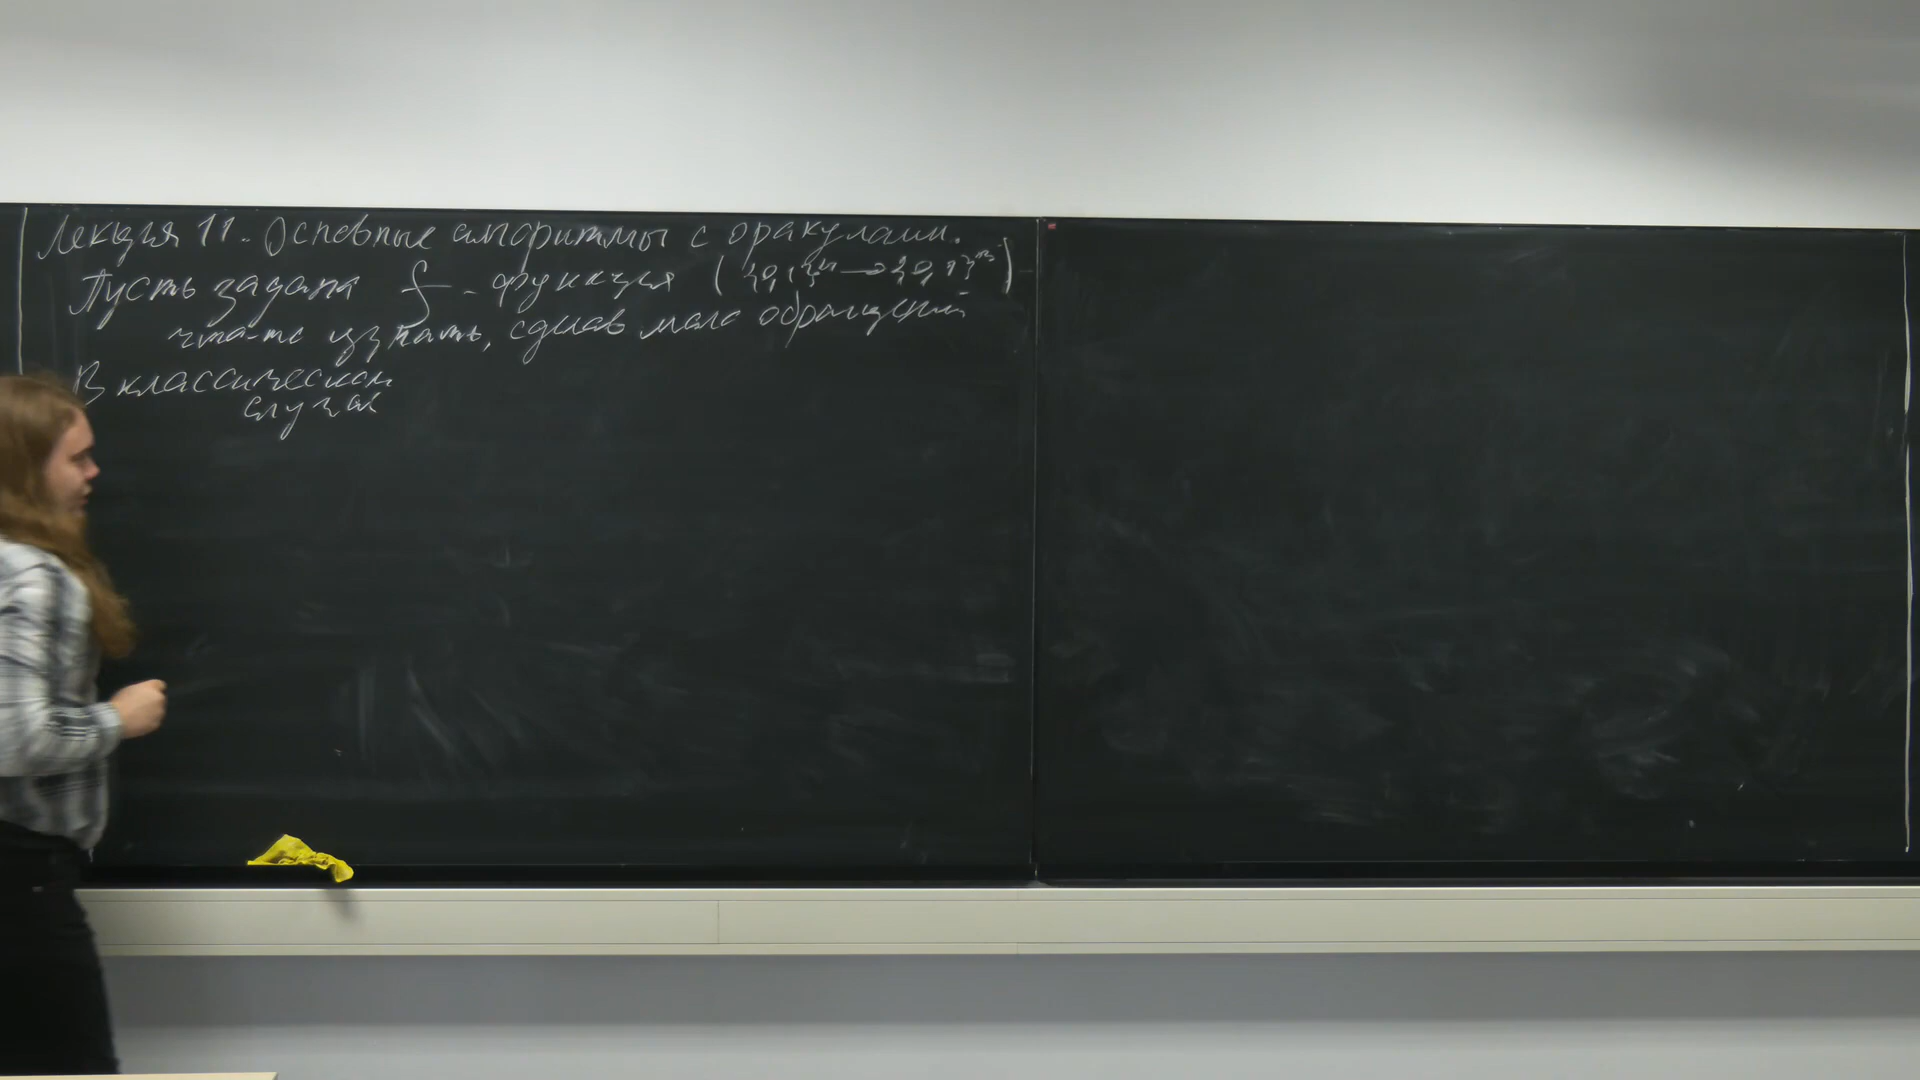 Лекция 11. Основные алгоритмы с оракулами.
Пусть задана f - функция ({0,1}ⁿ → {0,1}ᵐ)
что-то узнать, сделав мало обращений
В классическом
случае